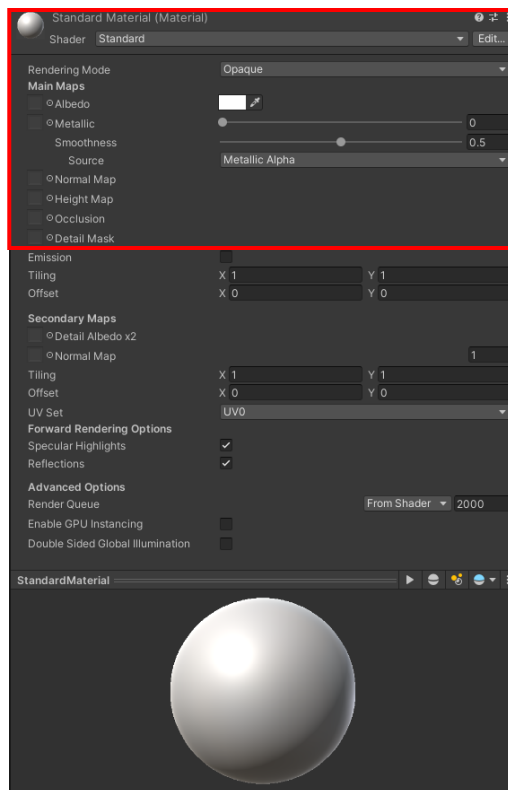 Standard Material (Material)
Shader Standard Edit...
Rendering Mode Opaque
Main Maps
Albedo
Metallic 0
Smoothness 0.5
Source Metallic Alpha
Normal Map
Height Map
Occlusion
Detail Mask
Emission
Tiling X 1 Y 1
Offset X 0 Y 0
Secondary Maps
Detail Albedo x2
Normal Map 1
Tiling X 1 Y 1
Offset X 0 Y 0
UV Set UV0
Forward Rendering Options
Specular Highlights
Reflections
Advanced Options
Render Queue From Shader 2000
Enable GPU Instancing
Double Sided Global Illumination
StandardMaterial